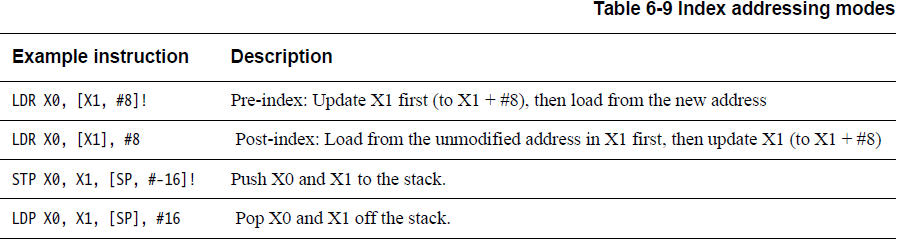 Table 6-9 Index addressing modes
Example instruction Description
LDR X0, [X1, #8]! Pre-index: Update X1 first (to X1 + #8), then load from the new address
LDR X0, [X1], #8 Post-index: Load from the unmodified address in X1 first, then update X1 (to X1 + #8)
STP X0, X1, [SP, #-16]! Push X0 and X1 to the stack.
LDP X0, X1, [SP], #16 Pop X0 and X1 off the stack.